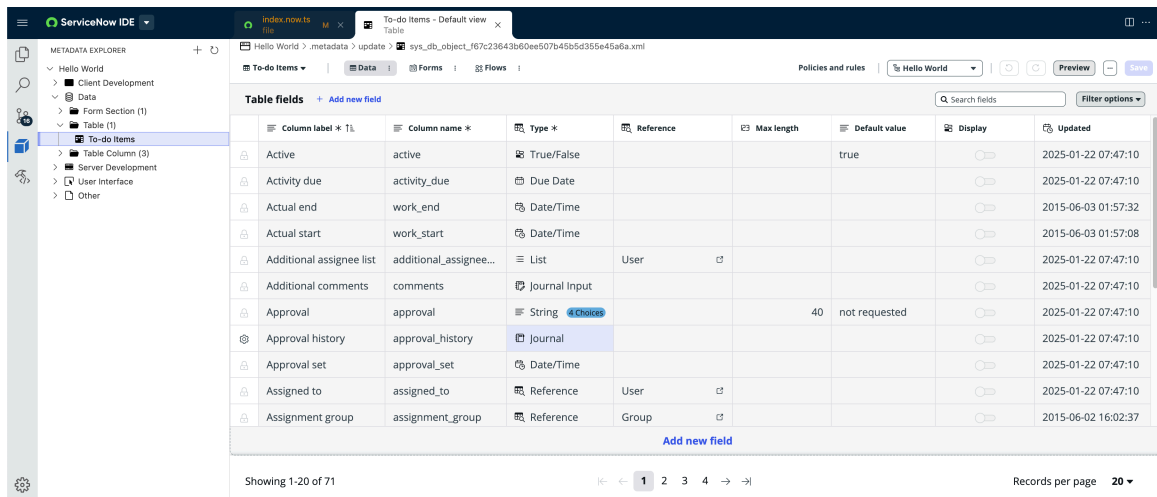 ServiceNow IDE
index.now.ts
file
M
To-do Items - Default view
Table
METADATA EXPLORER
Hello World
Client Development
Data
Form Section (1)
Table (1)
To-do Items
Table Column (3)
Server Development
User Interface
Other
16
Hello World > .metadata > update > sys_db_object_f67c23643b60ee507b45b5d355e45a6a.xml
To-do Items
Data
Forms
Flows
Policies and rules
Hello World
Preview
Save
Table fields
+ Add new field
Search fields
Filter options
Column label * Column name * Type * Reference Max length Default value Display Updated
Active active True/False true 2025-01-22 07:47:10
Activity due activity_due Due Date 2025-01-22 07:47:10
Actual end work_end Date/Time 2015-06-03 01:57:32
Actual start work_start Date/Time 2015-06-03 01:57:08
Additional assignee list additional_assignee... List User 2025-01-22 07:47:10
Additional comments comments Journal Input 2025-01-22 07:47:10
Approval approval String 4 Choices 40 not requested 2025-01-22 07:47:10
Approval history approval_history Journal 2025-01-22 07:47:10
Approval set approval_set Date/Time 2025-01-22 07:47:10
Assigned to assigned_to Reference User 2025-01-22 07:47:10
Assignment group assignment_group Reference Group 2015-06-02 16:02:37
Add new field
Showing 1-20 of 71
1 2 3 4
Records per page 20